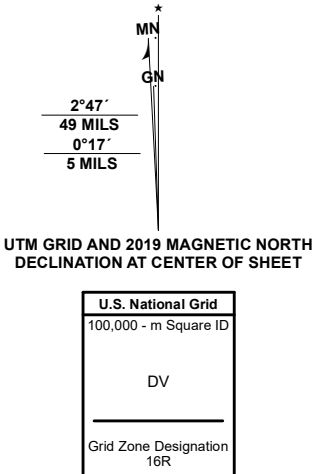 MN
GN
2°47´
49 MILS
0°17´
5 MILS
UTM GRID AND 2019 MAGNETIC NORTH
DECLINATION AT CENTER OF SHEET
U.S. National Grid
100,000 - m Square ID
DV
Grid Zone Designation
16R